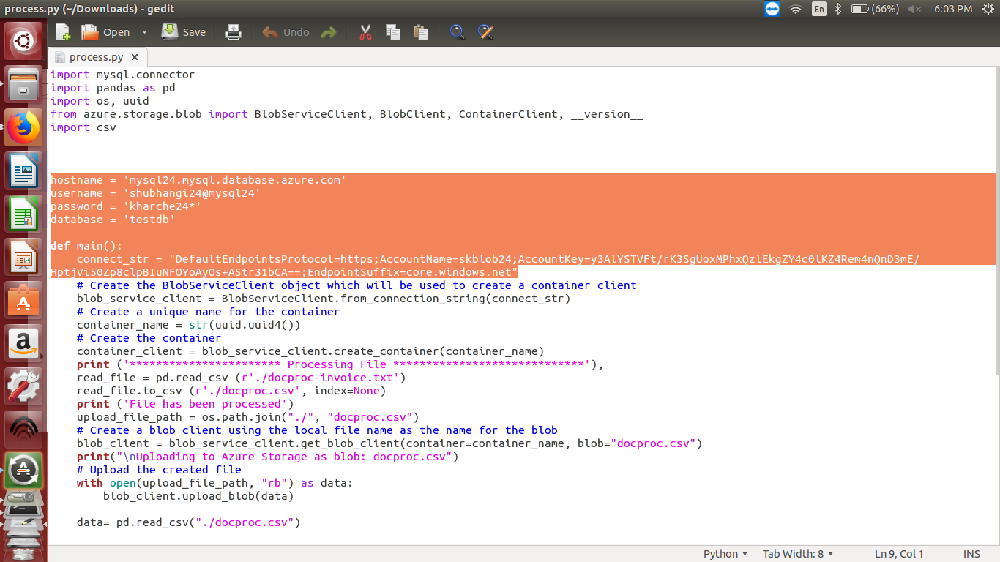 process.py (~/Downloads) - gedit
En
(66%)
6:03 PM
Open
Save
Undo
process.py
import mysql.connector
import pandas as pd
import os, uuid
from azure.storage.blob import BlobServiceClient, BlobClient, ContainerClient, __version__
import csv
hostname = 'mysql24.mysql.database.azure.com'
username = 'shubhangi24@mysql24'
password = 'kharche24*'
database = 'testdb'
def main():
    connect_str = "DefaultEndpointsProtocol=https;AccountName=skblob24;AccountKey=y3AlYSTVFt/rK3SgUoxMPhxQzlEkgZY4c0lKZ4Rem4nQnD3mE/
HptjVi50Zp8clpBIuNFOYoAyOs+AStr31bCA==;EndpointSuffix=core.windows.net"
    # Create the BlobServiceClient object which will be used to create a container client
    blob_service_client = BlobServiceClient.from_connection_string(connect_str)
    # Create a unique name for the container
    container_name = str(uuid.uuid4())
    # Create the container
    container_client = blob_service_client.create_container(container_name)
    print ('*********************** Processing File *****************************'),
    read_file = pd.read_csv (r'./docproc-invoice.txt')
    read_file.to_csv (r'./docproc.csv', index=None)
    print ('File has been processed')
    upload_file_path = os.path.join("./", "docproc.csv")
    # Create a blob client using the local file name as the name for the blob
    blob_client = blob_service_client.get_blob_client(container=container_name, blob="docproc.csv")
    print("\nUploading to Azure Storage as blob: docproc.csv")
    # Upload the created file
    with open(upload_file_path, "rb") as data:
        blob_client.upload_blob(data)
    data= pd.read_csv("./docproc.csv")
Python
Tab Width: 8
Ln 9, Col 1
INS